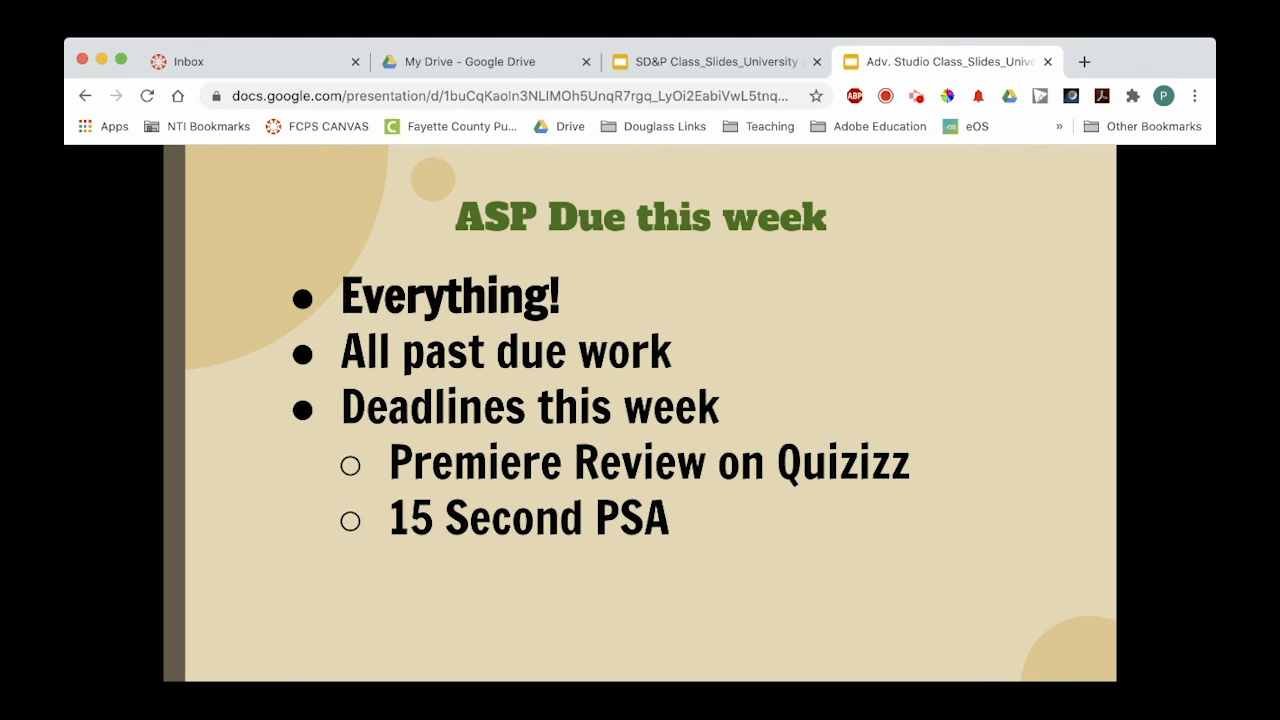 Inbox
My Drive - Google Drive
SD&P Class_Slides_University
Adv. Studio Class_Slides_Unive
docs.google.com/presentation/d/1buCqKaoln3NLIMOh5UnqR7rgq_LyOi2EabiVwL5tnq...
ABP
P
Apps
NTI Bookmarks
FCPS CANVAS
Fayette County Pu...
Drive
Douglass Links
Teaching
Adobe Education
eOS
»
Other Bookmarks
ASP Due this week
● Everything!
● All past due work
● Deadlines this week
○ Premiere Review on Quizizz
○ 15 Second PSA